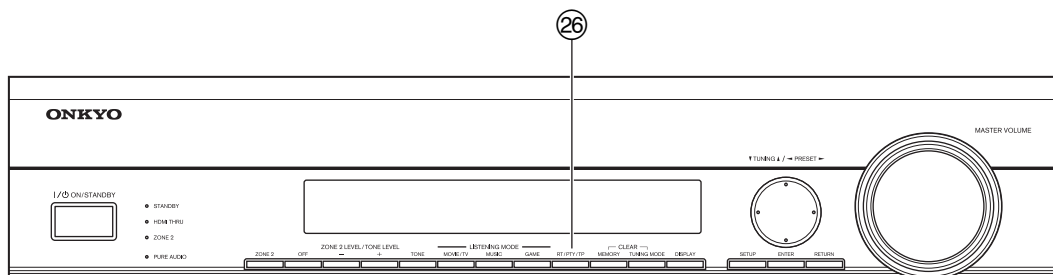 26
ONKYO
MASTER VOLUME
▼ TUNING ▲ / ◄ PRESET ►
I/⏻ ON/STANDBY
STANDBY
HDMI THRU
ZONE 2
PURE AUDIO
ZONE 2 LEVEL / TONE LEVEL
LISTENING MODE
CLEAR
ZONE 2 OFF − + TONE MOVIE/TV MUSIC GAME RT/PTY/TP MEMORY TUNING MODE DISPLAY SETUP ENTER RETURN